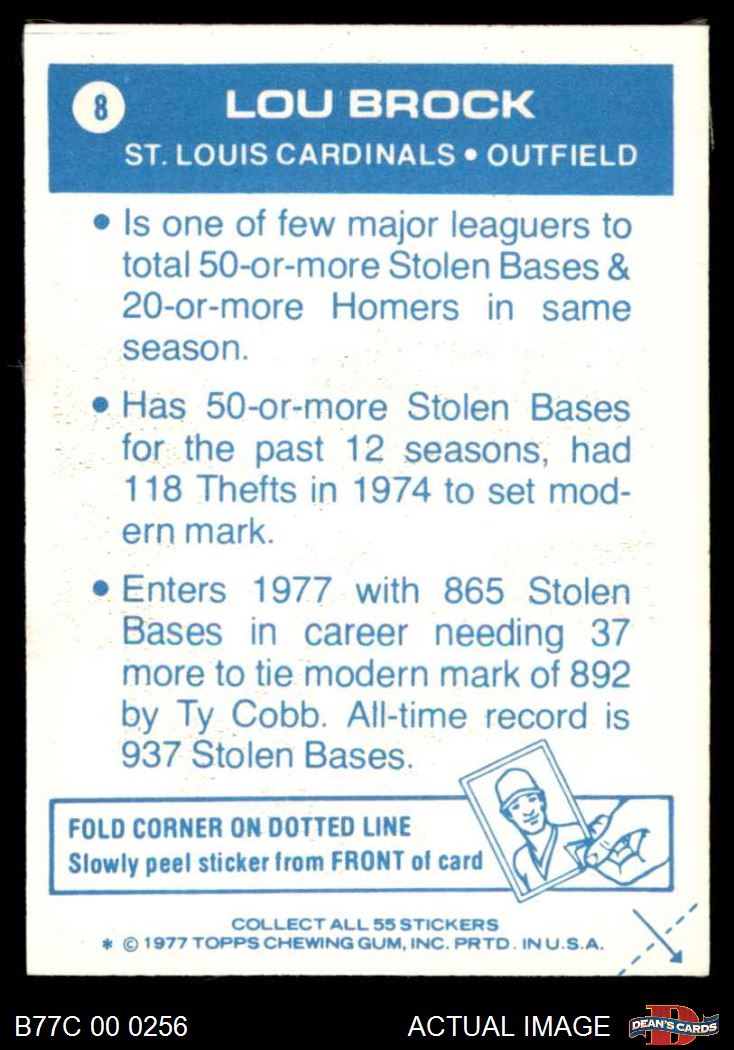 8
LOU BROCK
ST. LOUIS CARDINALS • OUTFIELD
• Is one of few major leaguers to
total 50-or-more Stolen Bases &
20-or-more Homers in same
season.
• Has 50-or-more Stolen Bases
for the past 12 seasons, had
118 Thefts in 1974 to set mod-
ern mark.
• Enters 1977 with 865 Stolen
Bases in career needing 37
more to tie modern mark of 892
by Ty Cobb. All-time record is
937 Stolen Bases.
FOLD CORNER ON DOTTED LINE
Slowly peel sticker from FRONT of card
COLLECT ALL 55 STICKERS
* © 1977 TOPPS CHEWING GUM, INC. PRTD. IN U.S.A.
B77C 00 0256
ACTUAL IMAGE
D
DEAN'S CARDS